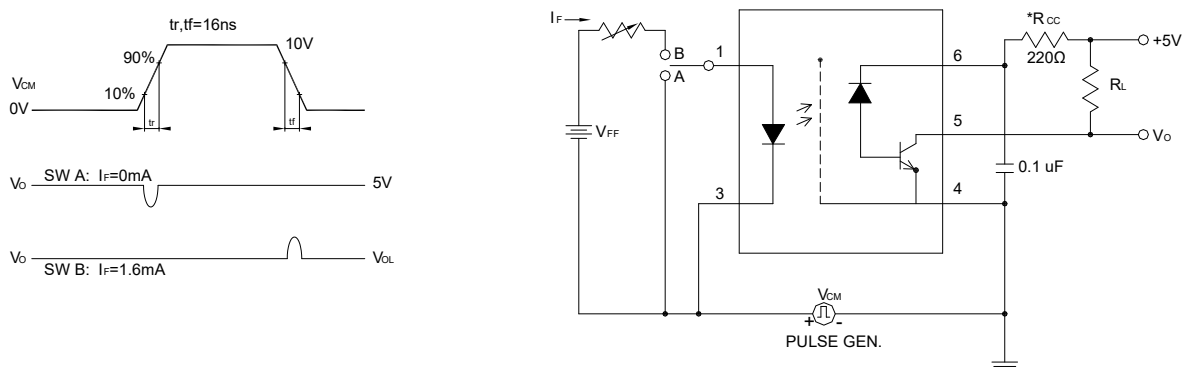 tr,tf=16ns
10V
90%
VCM
10%
0V
tr
tf
VO
SW A: IF=0mA
5V
VO
SW B: IF=1.6mA
VOL
IF
B
A
1
3
VFF
6
5
4
*RCC
220Ω
+5V
RL
VO
0.1 uF
VCM
+
-
PULSE GEN.